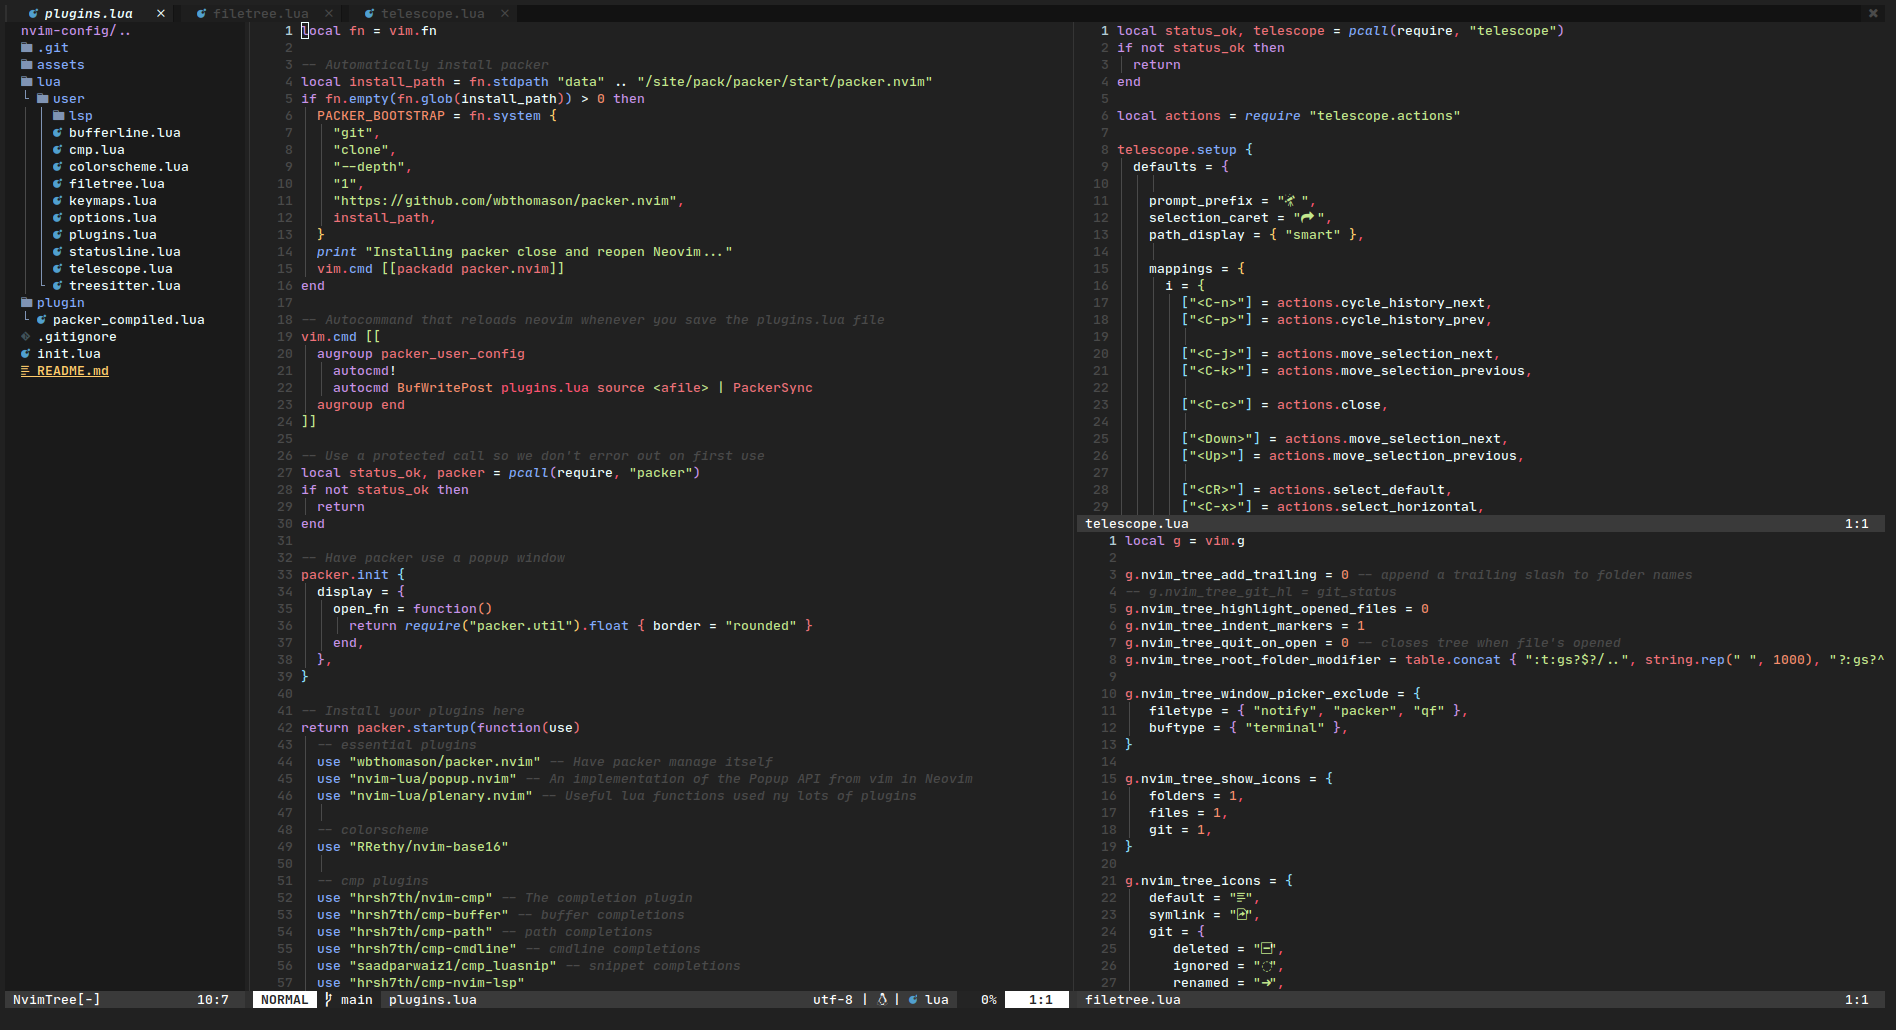 plugins.lua × filetree.lua × telescope.lua ×
nvim-config/..
.git
assets
lua
user
lsp
bufferline.lua
cmp.lua
colorscheme.lua
filetree.lua
keymaps.lua
options.lua
plugins.lua
statusline.lua
telescope.lua
treesitter.lua
plugin
packer_compiled.lua
.gitignore
init.lua
README.md
NvimTree[-] 10:7
1 local fn = vim.fn
2
3 -- Automatically install packer
4 local install_path = fn.stdpath "data" .. "/site/pack/packer/start/packer.nvim"
5 if fn.empty(fn.glob(install_path)) > 0 then
6 PACKER_BOOTSTRAP = fn.system {
7 "git",
8 "clone",
9 "--depth",
10 "1",
11 "https://github.com/wbthomason/packer.nvim",
12 install_path,
13 }
14 print "Installing packer close and reopen Neovim..."
15 vim.cmd [[packadd packer.nvim]]
16 end
17
18 -- Autocommand that reloads neovim whenever you save the plugins.lua file
19 vim.cmd [[
20 augroup packer_user_config
21 autocmd!
22 autocmd BufWritePost plugins.lua source <afile> | PackerSync
23 augroup end
24 ]]
25
26 -- Use a protected call so we don't error out on first use
27 local status_ok, packer = pcall(require, "packer")
28 if not status_ok then
29 return
30 end
31
32 -- Have packer use a popup window
33 packer.init {
34 display = {
35 open_fn = function()
36 return require("packer.util").float { border = "rounded" }
37 end,
38 },
39 }
40
41 -- Install your plugins here
42 return packer.startup(function(use)
43 -- essential plugins
44 use "wbthomason/packer.nvim" -- Have packer manage itself
45 use "nvim-lua/popup.nvim" -- An implementation of the Popup API from vim in Neovim
46 use "nvim-lua/plenary.nvim" -- Useful lua functions used ny lots of plugins
47
48 -- colorscheme
49 use "RRethy/nvim-base16"
50
51 -- cmp plugins
52 use "hrsh7th/nvim-cmp" -- The completion plugin
53 use "hrsh7th/cmp-buffer" -- buffer completions
54 use "hrsh7th/cmp-path" -- path completions
55 use "hrsh7th/cmp-cmdline" -- cmdline completions
56 use "saadparwaiz1/cmp_luasnip" -- snippet completions
57 use "hrsh7th/cmp-nvim-lsp"
NORMAL main plugins.lua utf-8 | | lua 0% 1:1
1 local status_ok, telescope = pcall(require, "telescope")
2 if not status_ok then
3 return
4 end
5
6 local actions = require "telescope.actions"
7
8 telescope.setup {
9 defaults = {
10
11 prompt_prefix = " ",
12 selection_caret = " ",
13 path_display = { "smart" },
14
15 mappings = {
16 i = {
17 ["<C-n>"] = actions.cycle_history_next,
18 ["<C-p>"] = actions.cycle_history_prev,
19
20 ["<C-j>"] = actions.move_selection_next,
21 ["<C-k>"] = actions.move_selection_previous,
22
23 ["<C-c>"] = actions.close,
24
25 ["<Down>"] = actions.move_selection_next,
26 ["<Up>"] = actions.move_selection_previous,
27
28 ["<CR>"] = actions.select_default,
29 ["<C-x>"] = actions.select_horizontal,
telescope.lua 1:1
1 local g = vim.g
2
3 g.nvim_tree_add_trailing = 0 -- append a trailing slash to folder names
4 -- g.nvim_tree_git_hl = git_status
5 g.nvim_tree_highlight_opened_files = 0
6 g.nvim_tree_indent_markers = 1
7 g.nvim_tree_quit_on_open = 0 -- closes tree when file's opened
8 g.nvim_tree_root_folder_modifier = table.concat { ":t:gs?$?/..", string.rep(" ", 1000), "?:gs?^
9
10 g.nvim_tree_window_picker_exclude = {
11 filetype = { "notify", "packer", "qf" },
12 buftype = { "terminal" },
13 }
14
15 g.nvim_tree_show_icons = {
16 folders = 1,
17 files = 1,
18 git = 1,
19 }
20
21 g.nvim_tree_icons = {
22 default = "",
23 symlink = "",
24 git = {
25 deleted = "",
26 ignored = "",
27 renamed = "➜",
filetree.lua 1:1